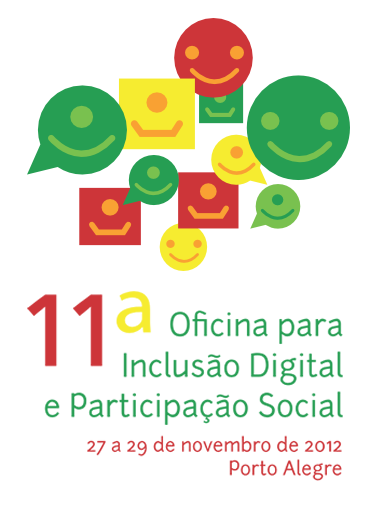 11ª Oficina para
Inclusão Digital
e Participação Social
27 a 29 de novembro de 2012
Porto Alegre